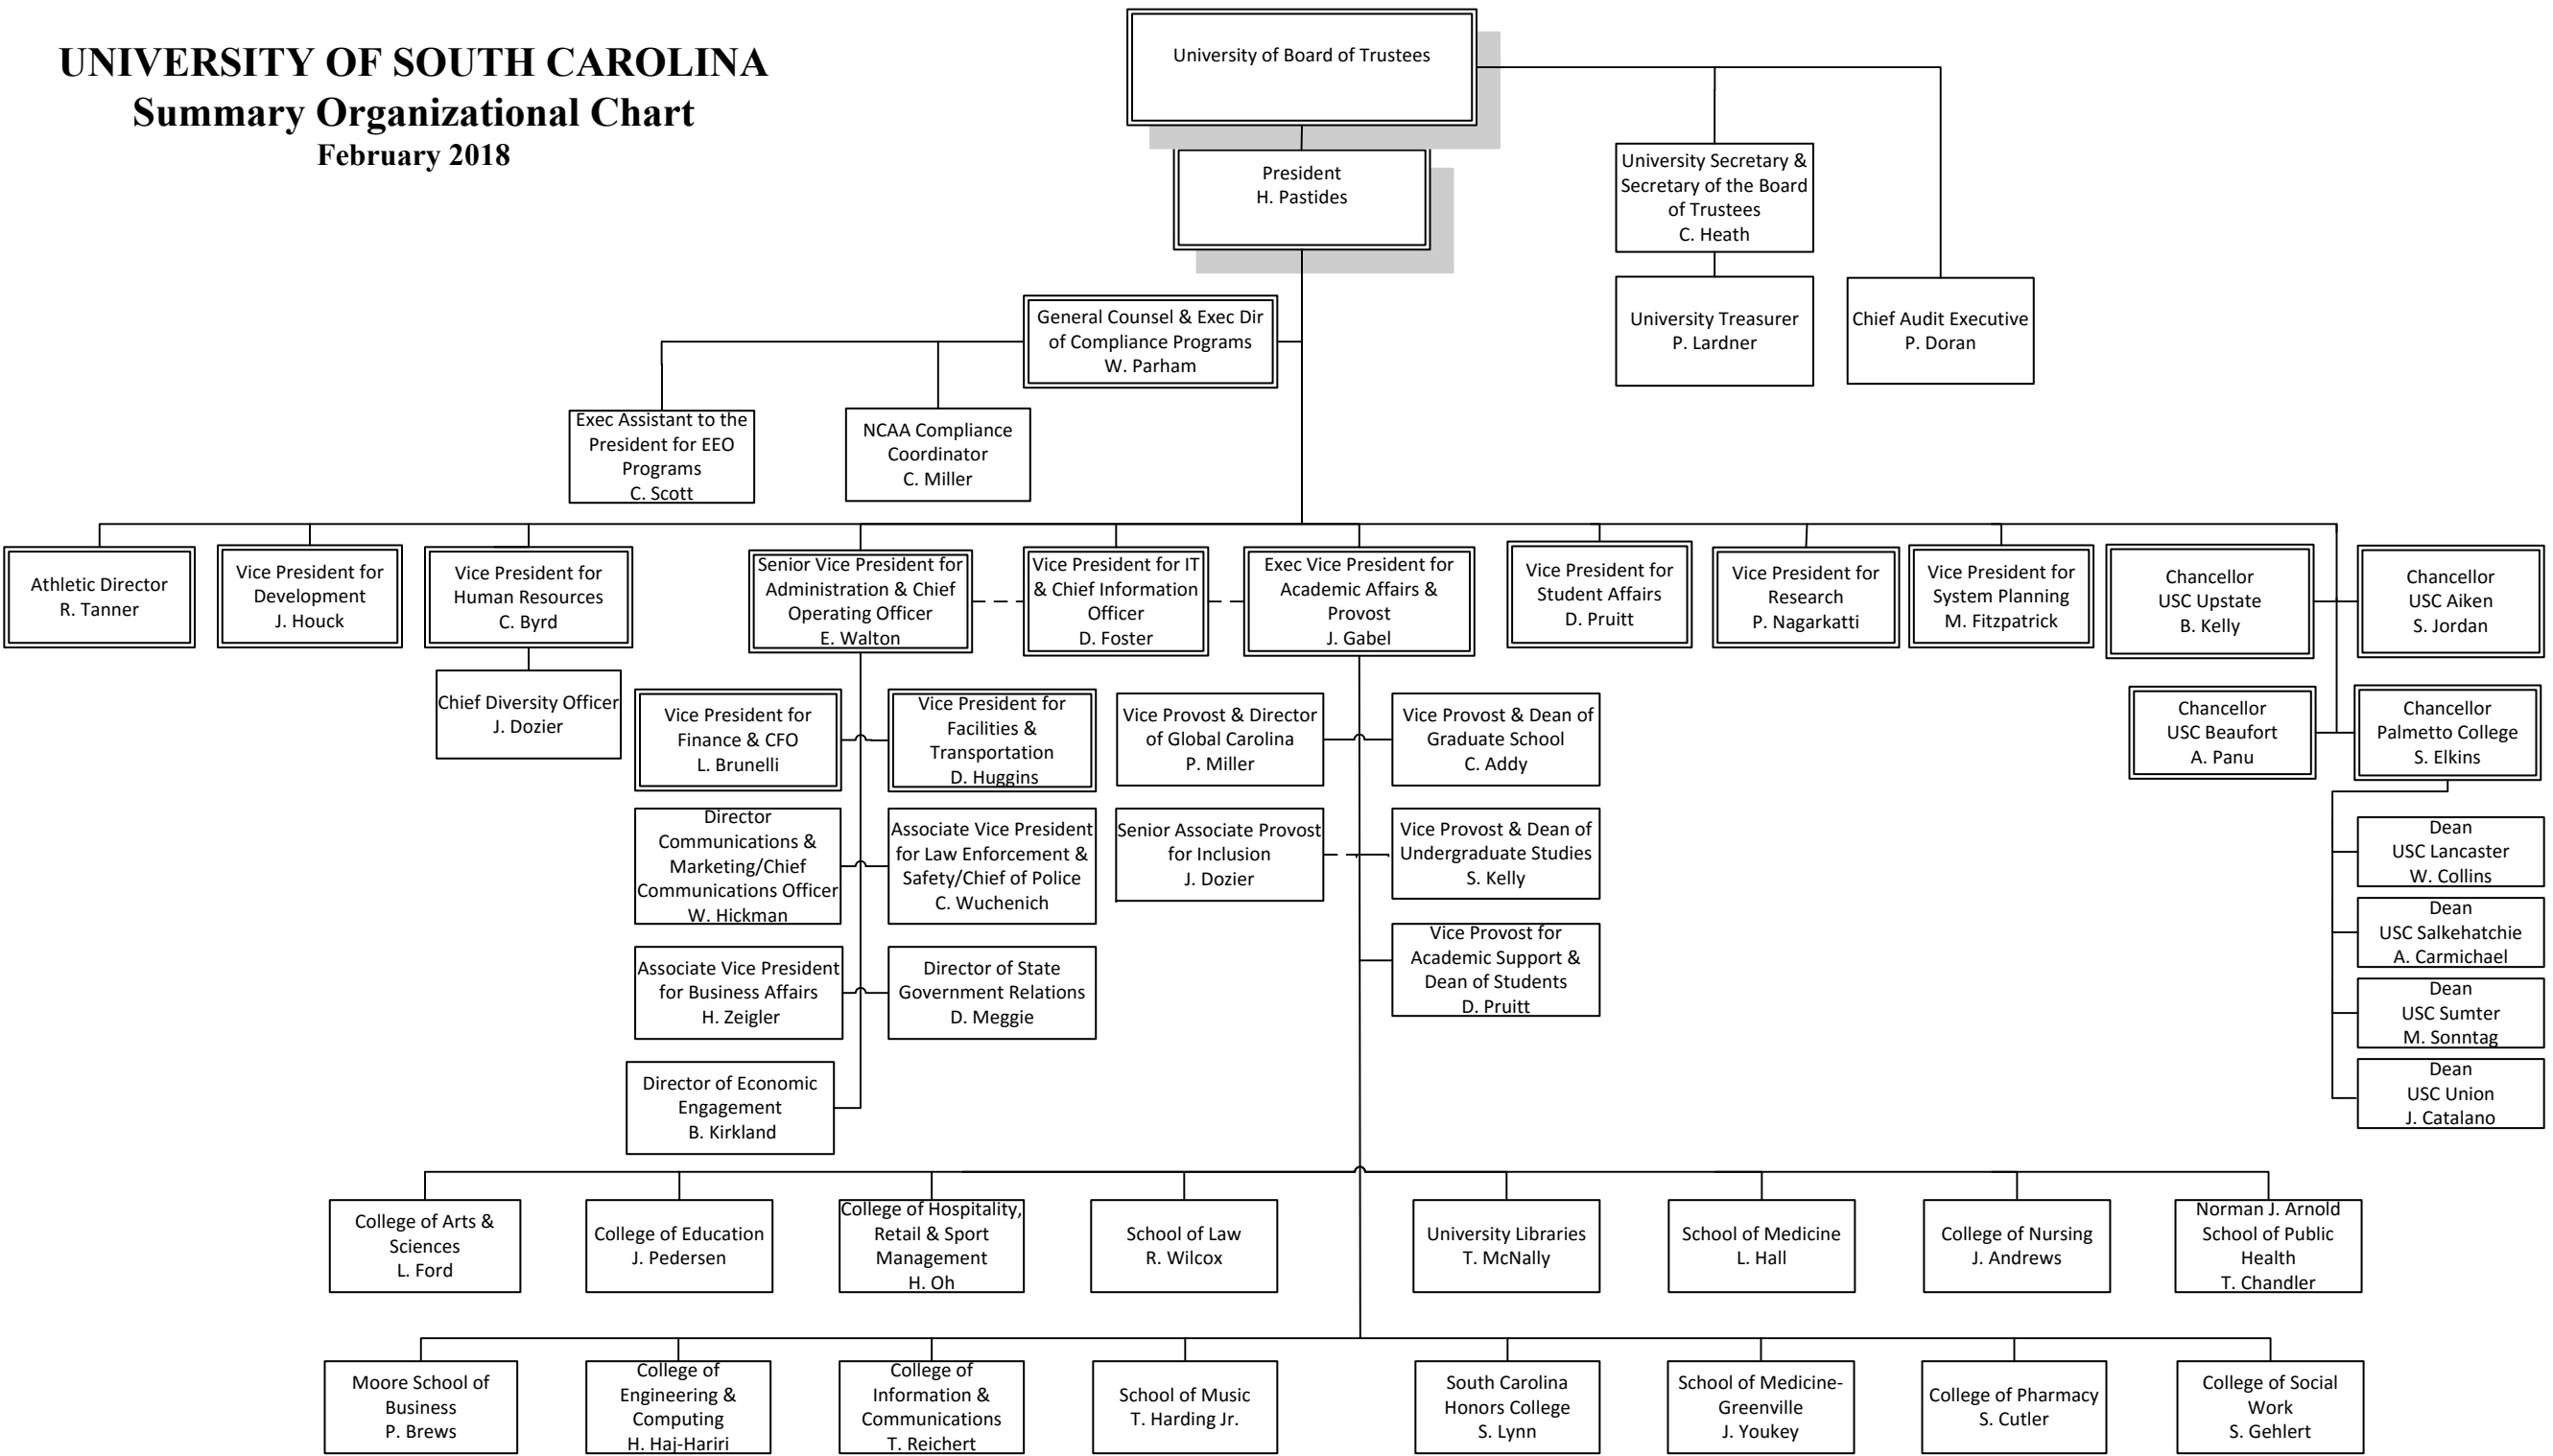 UNIVERSITY OF SOUTH CAROLINA
Summary Organizational Chart
February 2018
University of Board of Trustees
President
H. Pastides
University Secretary &
Secretary of the Board
of Trustees
C. Heath
University Treasurer
P. Lardner
Chief Audit Executive
P. Doran
General Counsel & Exec Dir
of Compliance Programs
W. Parham
Exec Assistant to the
President for EEO
Programs
C. Scott
NCAA Compliance
Coordinator
C. Miller
Athletic Director
R. Tanner
Vice President for
Development
J. Houck
Vice President for
Human Resources
C. Byrd
Senior Vice President for
Administration & Chief
Operating Officer
E. Walton
Vice President for IT
& Chief Information
Officer
D. Foster
Exec Vice President for
Academic Affairs &
Provost
J. Gabel
Vice President for
Student Affairs
D. Pruitt
Vice President for
Research
P. Nagarkatti
Vice President for
System Planning
M. Fitzpatrick
Chancellor
USC Upstate
B. Kelly
Chancellor
USC Aiken
S. Jordan
Chief Diversity Officer
J. Dozier
Vice President for
Finance & CFO
L. Brunelli
Vice President for
Facilities &
Transportation
D. Huggins
Vice Provost & Director
of Global Carolina
P. Miller
Vice Provost & Dean of
Graduate School
C. Addy
Chancellor
USC Beaufort
A. Panu
Chancellor
Palmetto College
S. Elkins
Director
Communications &
Marketing/Chief
Communications Officer
W. Hickman
Associate Vice President
for Law Enforcement &
Safety/Chief of Police
C. Wuchenich
Senior Associate Provost
for Inclusion
J. Dozier
Vice Provost & Dean of
Undergraduate Studies
S. Kelly
Dean
USC Lancaster
W. Collins
Dean
USC Salkehatchie
A. Carmichael
Associate Vice President
for Business Affairs
H. Zeigler
Director of State
Government Relations
D. Meggie
Vice Provost for
Academic Support &
Dean of Students
D. Pruitt
Dean
USC Sumter
M. Sonntag
Director of Economic
Engagement
B. Kirkland
Dean
USC Union
J. Catalano
College of Arts &
Sciences
L. Ford
College of Education
J. Pedersen
College of Hospitality,
Retail & Sport
Management
H. Oh
School of Law
R. Wilcox
University Libraries
T. McNally
School of Medicine
L. Hall
College of Nursing
J. Andrews
Norman J. Arnold
School of Public
Health
T. Chandler
Moore School of
Business
P. Brews
College of
Engineering &
Computing
H. Haj-Hariri
College of
Information &
Communications
T. Reichert
School of Music
T. Harding Jr.
South Carolina
Honors College
S. Lynn
School of Medicine-
Greenville
J. Youkey
College of Pharmacy
S. Cutler
College of Social
Work
S. Gehlert